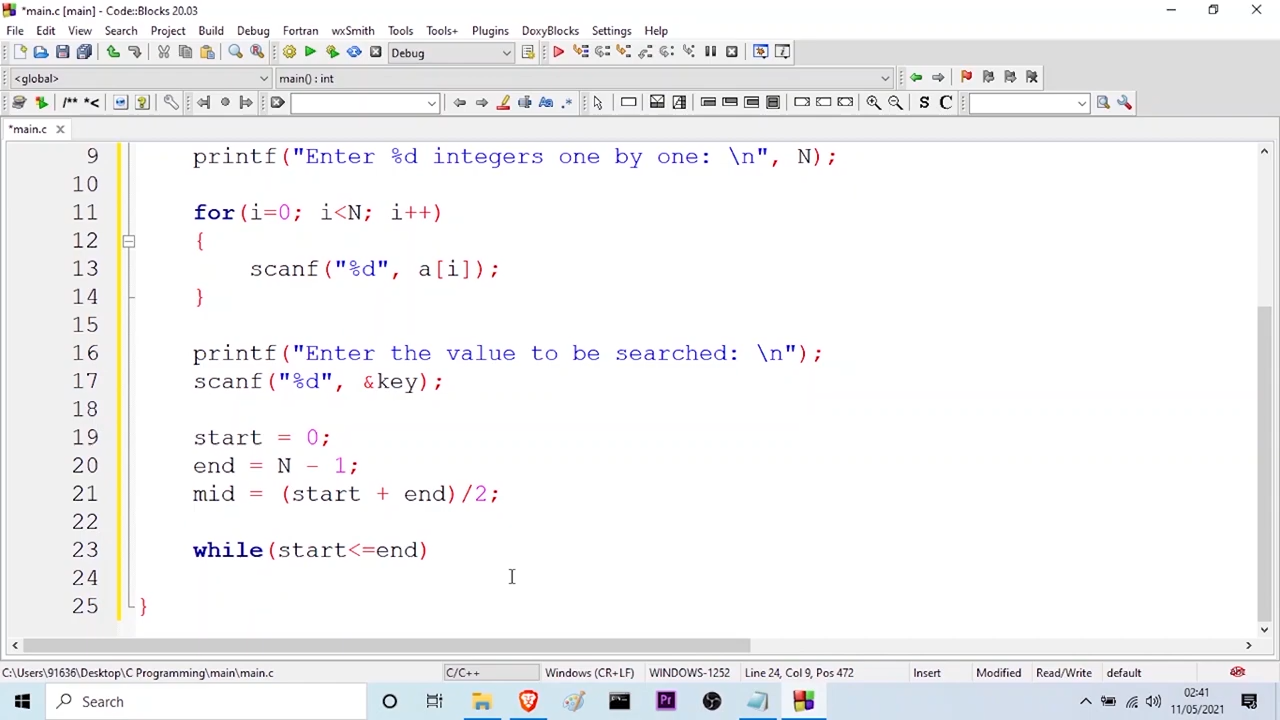 *main.c [main] - Code::Blocks 20.03
File Edit View Search Project Build Debug Fortran wxSmith Tools Tools+ Plugins DoxyBlocks Settings Help
Debug
<global> main() : int
/** *< S C
*main.c
9 printf("Enter %d integers one by one: \n", N);
10
11 for(i=0; i<N; i++)
12 {
13 scanf("%d", a[i]);
14 }
15
16 printf("Enter the value to be searched: \n");
17 scanf("%d", &key);
18
19 start = 0;
20 end = N - 1;
21 mid = (start + end)/2;
22
23 while(start<=end)
24
25 }
C:\Users\91636\Desktop\C Programming\main\main.c C/C++ Windows (CR+LF) WINDOWS-1252 Line 24, Col 9, Pos 472 Insert Modified Read/Write default
Search Pr 02:41
11/05/2021